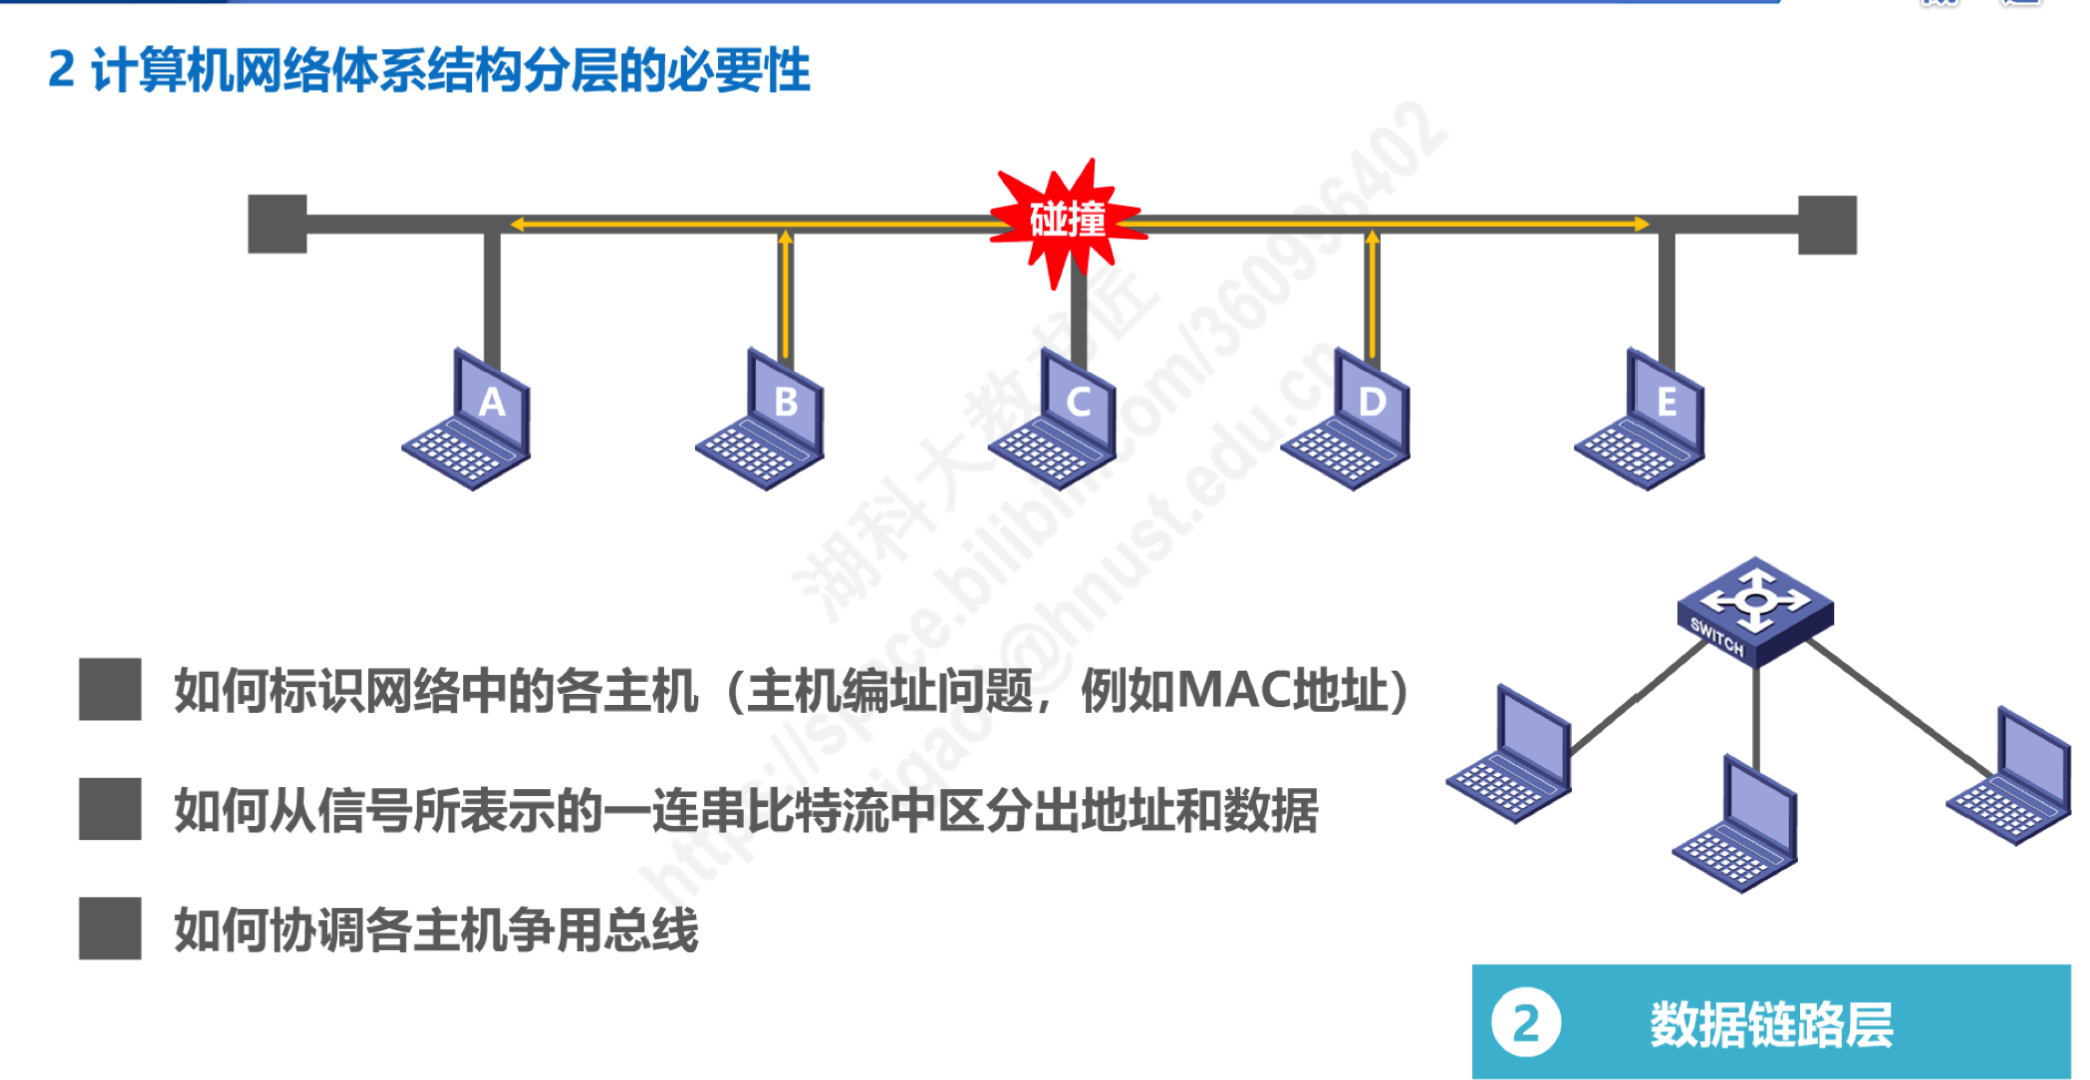 2 计算机网络体系结构分层的必要性
碰撞
A
B
C
D
E
SWITCH
如何标识网络中的各主机（主机编址问题，例如MAC地址）
如何从信号所表示的一连串比特流中区分出地址和数据
如何协调各主机争用总线
2 数据链路层
湖科大教书匠
https://space.bilibili.com/360996402